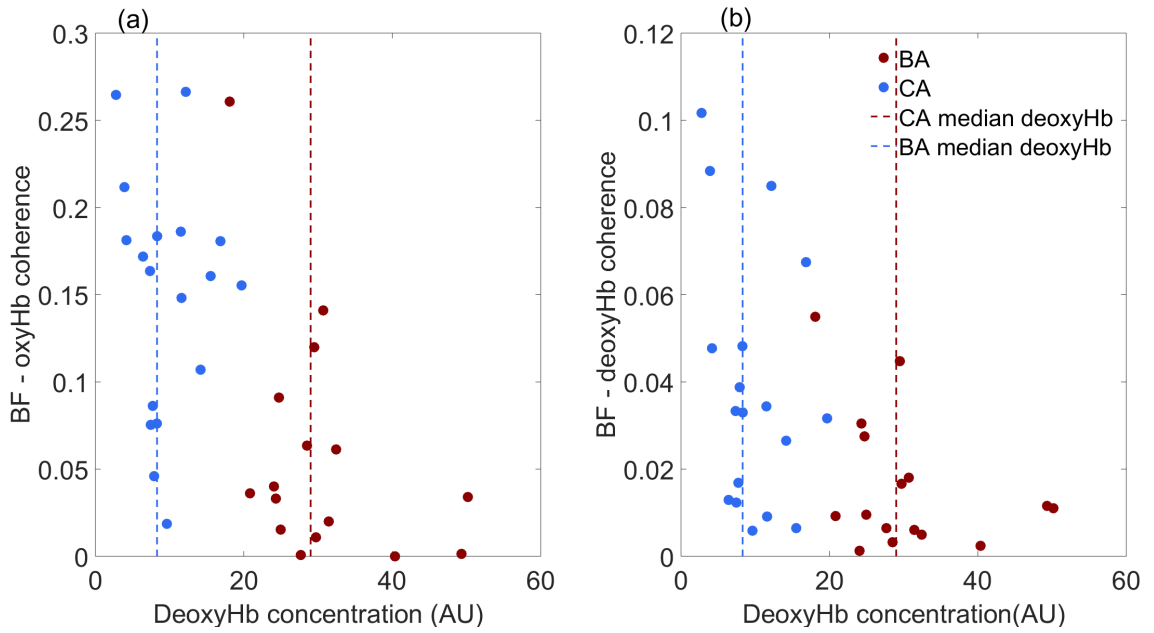 (a)
0.3
0.25
0.2
0.15
0.1
0.05
0
BF - oxyHb coherence
0
20
40
60
DeoxyHb concentration (AU)
(b)
0.12
0.1
0.08
0.06
0.04
0.02
0
BF - deoxyHb coherence
BA
CA
CA median deoxyHb
BA median deoxyHb
0
20
40
60
DeoxyHb concentration(AU)